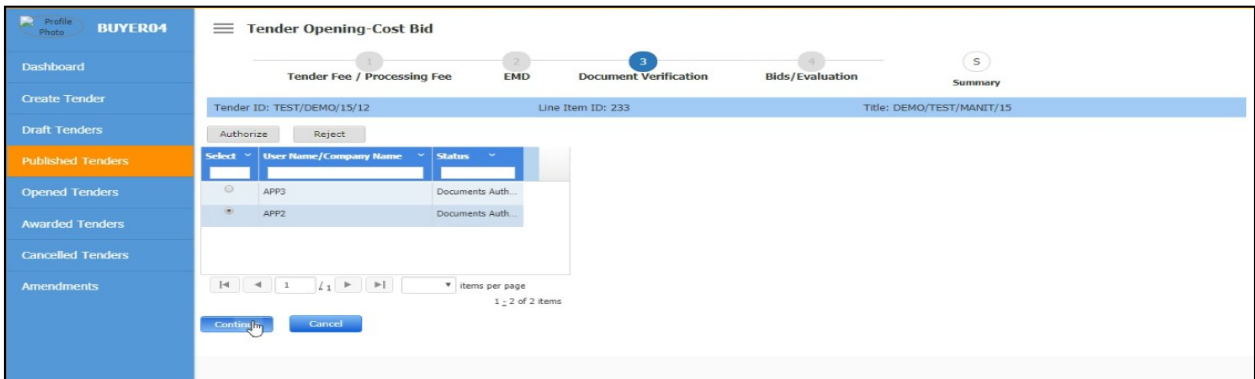 Profile Photo BUYER04
Dashboard
Create Tender
Draft Tenders
Published Tenders
Opened Tenders
Awarded Tenders
Cancelled Tenders
Amendments
Tender Opening-Cost Bid
1 2 3 4 S
Tender Fee / Processing Fee EMD Document Verification Bids/Evaluation Summary
Tender ID: TEST/DEMO/15/12 Line Item ID: 233 Title: DEMO/TEST/MANIT/15
Authorize Reject
Select User Name/Company Name Status
APP3 Documents Auth...
APP2 Documents Auth...
1 / 1 items per page
1 - 2 of 2 items
Continue Cancel